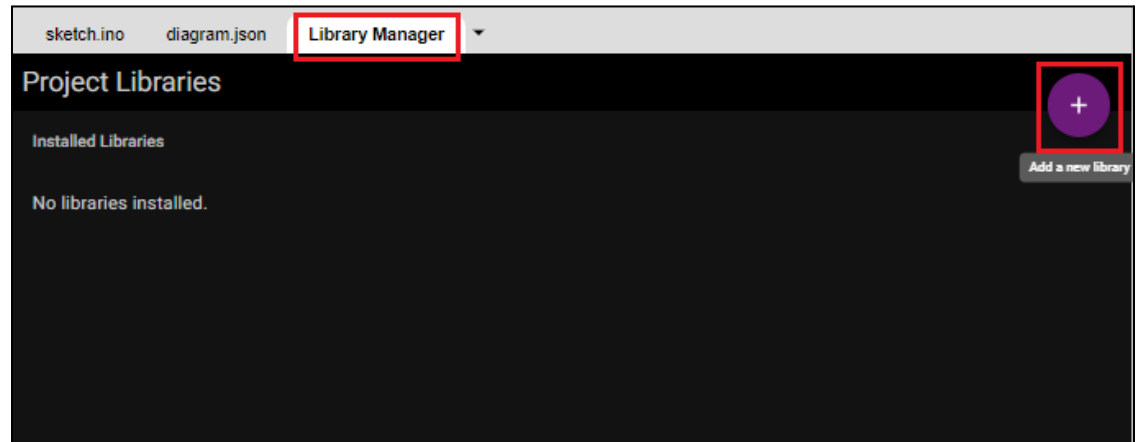 sketch.ino diagram.json Library Manager
Project Libraries
+
Installed Libraries
Add a new library
No libraries installed.